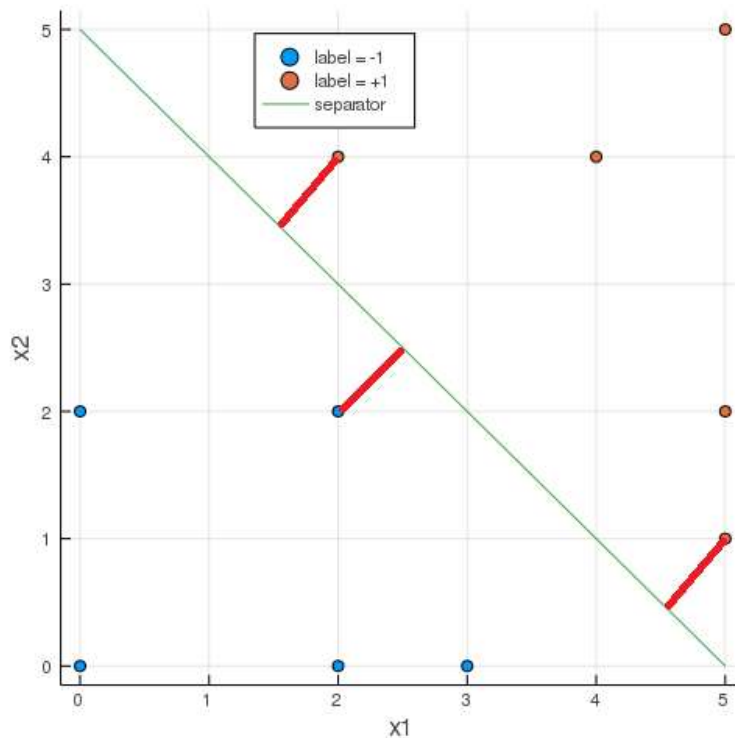 label = -1
label = +1
separator
5
4
3
2
1
0
x2
0 1 2 3 4 5
x1